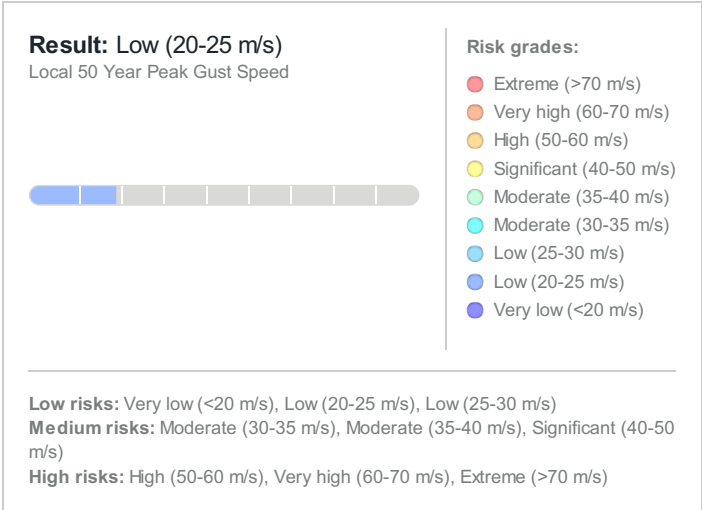 Result: Low (20-25 m/s)
Local 50 Year Peak Gust Speed
Risk grades:
Extreme (>70 m/s)
Very high (60-70 m/s)
High (50-60 m/s)
Significant (40-50 m/s)
Moderate (35-40 m/s)
Moderate (30-35 m/s)
Low (25-30 m/s)
Low (20-25 m/s)
Very low (<20 m/s)
Low risks: Very low (<20 m/s), Low (20-25 m/s), Low (25-30 m/s)
Medium risks: Moderate (30-35 m/s), Moderate (35-40 m/s), Significant (40-50
m/s)
High risks: High (50-60 m/s), Very high (60-70 m/s), Extreme (>70 m/s)